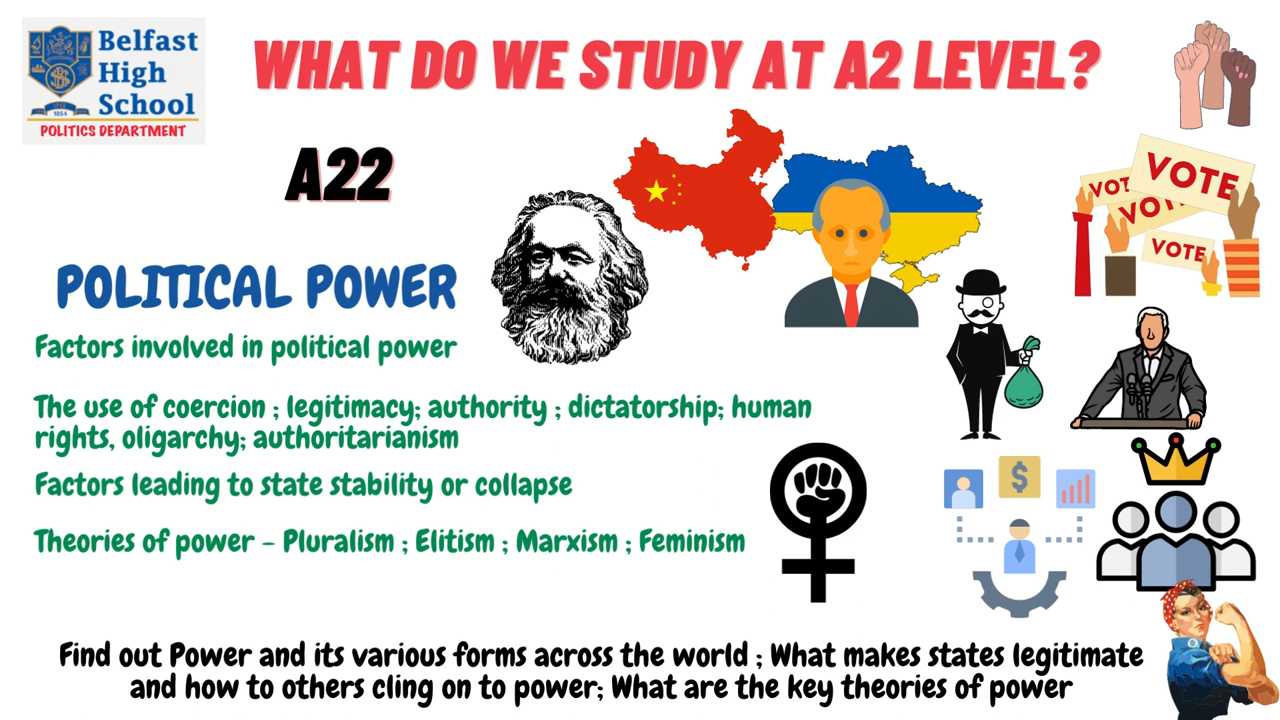 Belfast
High
School
1854
POLITICS DEPARTMENT
WHAT DO WE STUDY AT A2 LEVEL?
A22
POLITICAL POWER
Factors involved in political power
The use of coercion ; legitimacy; authority ; dictatorship; human
rights, oligarchy; authoritarianism
Factors leading to state stability or collapse
Theories of power – Pluralism ; Elitism ; Marxism ; Feminism
VOTE
VOT
VOT
VOTE
$
Find out Power and its various forms across the world ; What makes states legitimate
and how to others cling on to power; What are the key theories of power